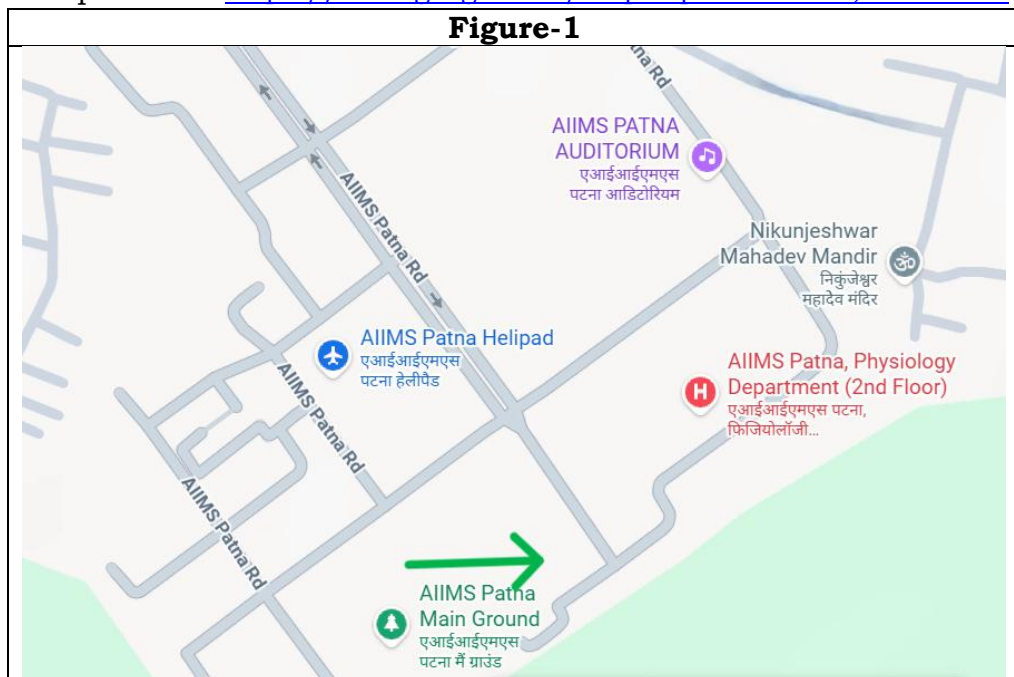 Figure-1
na Rd
AIIMS PATNA
AUDITORIUM
एआईआईएमएस
पटना आडिटोरियम
AIIMS Patna Rd
Nikunjeshwar
Mahadev Mandir
निकुंजेश्वर
महादेव मंदिर
AIIMS Patna Helipad
एआईआईएमएस
पटना हेलीपैड
AIIMS Patna, Physiology
Department (2nd Floor)
एआईआईएमएस पटना,
फिजियोलॉजी...
H
AIIMS Patna Rd
AIIMS Patna Rd
AIIMS Patna
Main Ground
एआईआईएमएस
पटना मैं ग्राउंड